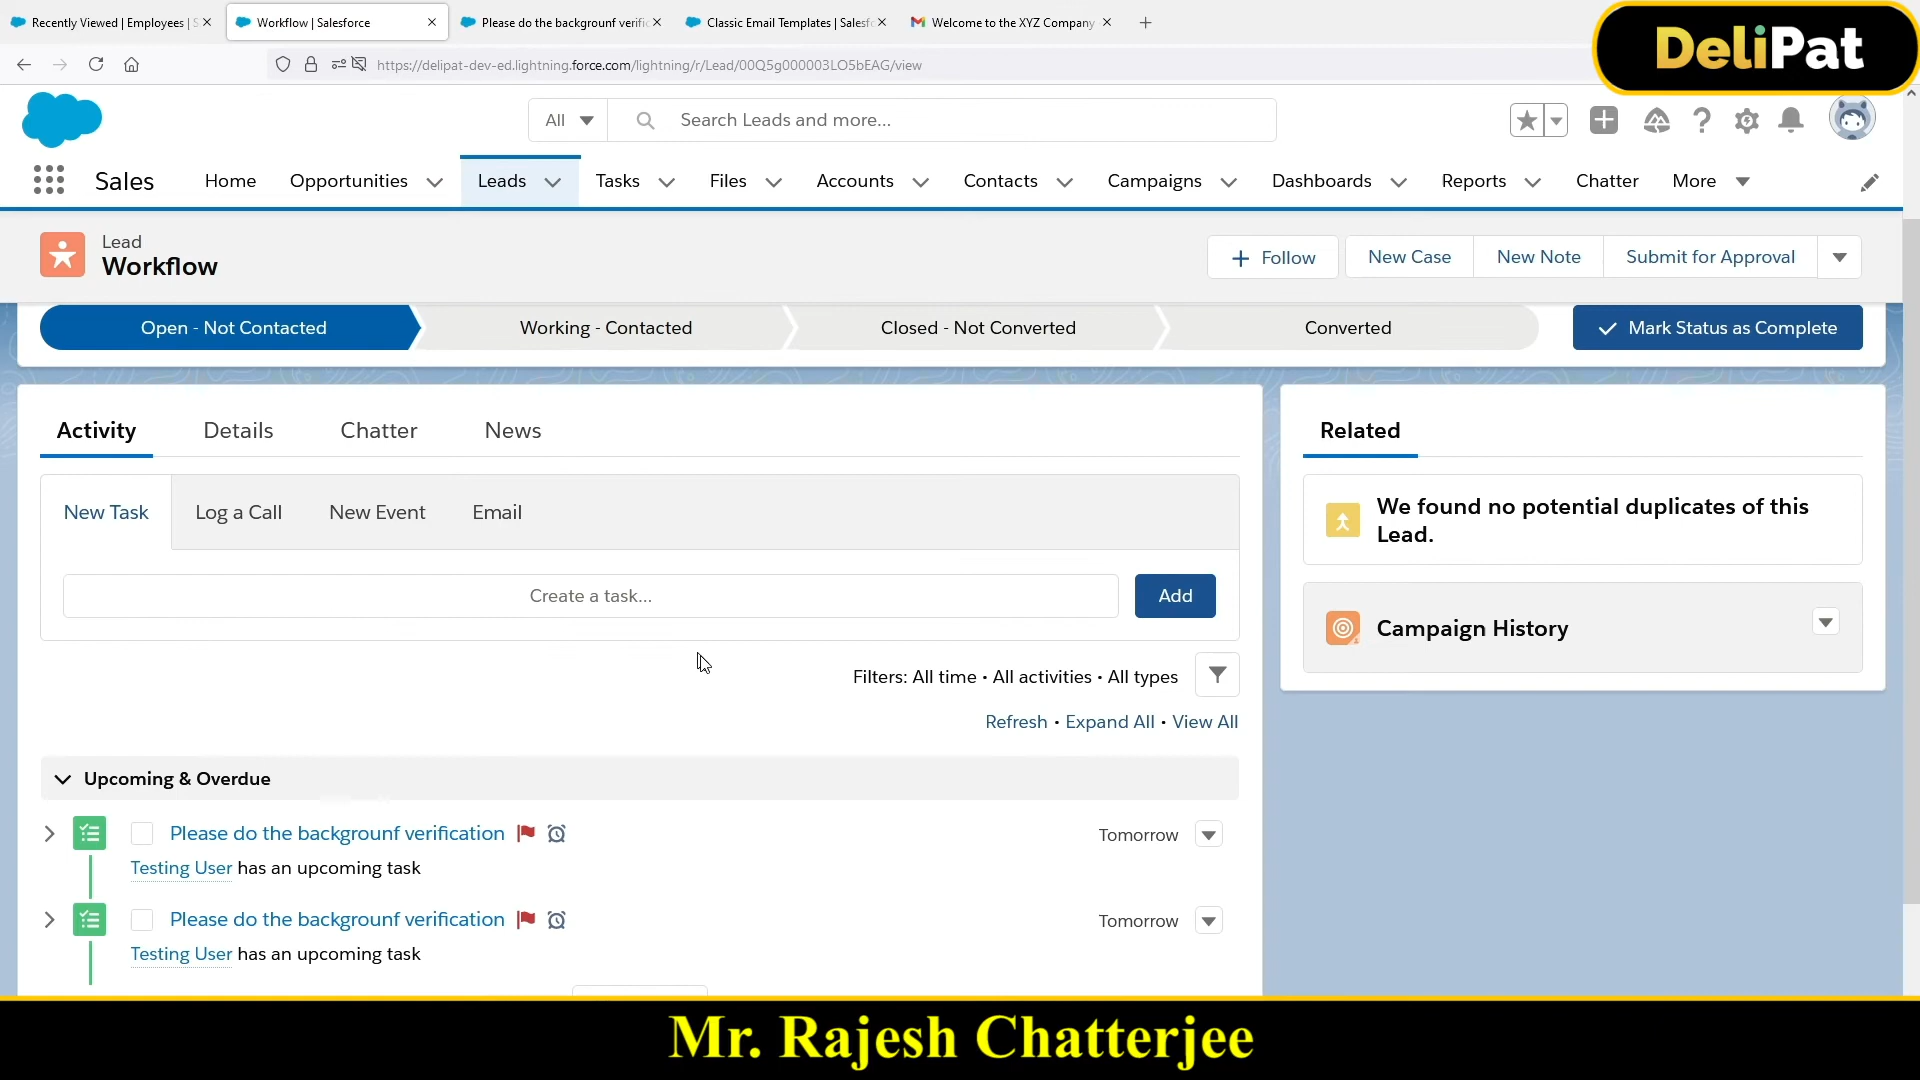 Recently Viewed | Employees | S
Workflow | Salesforce
Please do the backgrounf verific
Classic Email Templates | Salesfo
Welcome to the XYZ Company
DeliPat
https://delipat-dev-ed.lightning.force.com/lightning/r/Lead/00Q5g000003LO5bEAG/view
All
Search Leads and more...
Sales
Home
Opportunities
Leads
Tasks
Files
Accounts
Contacts
Campaigns
Dashboards
Reports
Chatter
More
Lead
Workflow
Follow
New Case
New Note
Submit for Approval
Open - Not Contacted
Working - Contacted
Closed - Not Converted
Converted
Mark Status as Complete
Activity
Details
Chatter
News
Related
New Task
Log a Call
New Event
Email
We found no potential duplicates of this
Lead.
Create a task...
Add
Campaign History
Filters: All time • All activities • All types
Refresh • Expand All • View All
Upcoming & Overdue
Please do the backgrounf verification
Tomorrow
Testing User has an upcoming task
Please do the backgrounf verification
Tomorrow
Testing User has an upcoming task
Mr. Rajesh Chatterjee